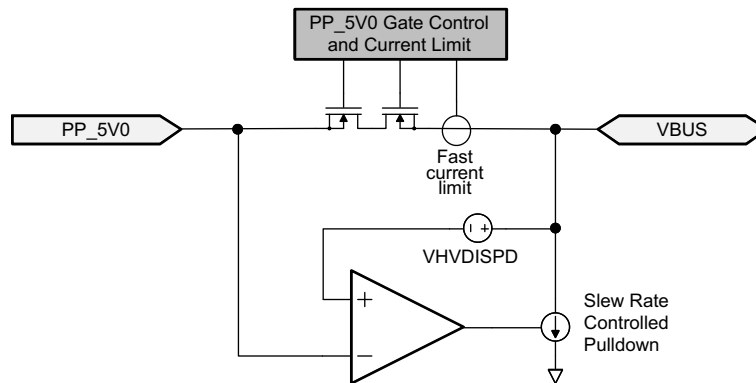 PP_5V0 Gate Control
and Current Limit
PP_5V0
VBUS
Fast
current
limit
VHVDISPD
Slew Rate
Controlled
Pulldown